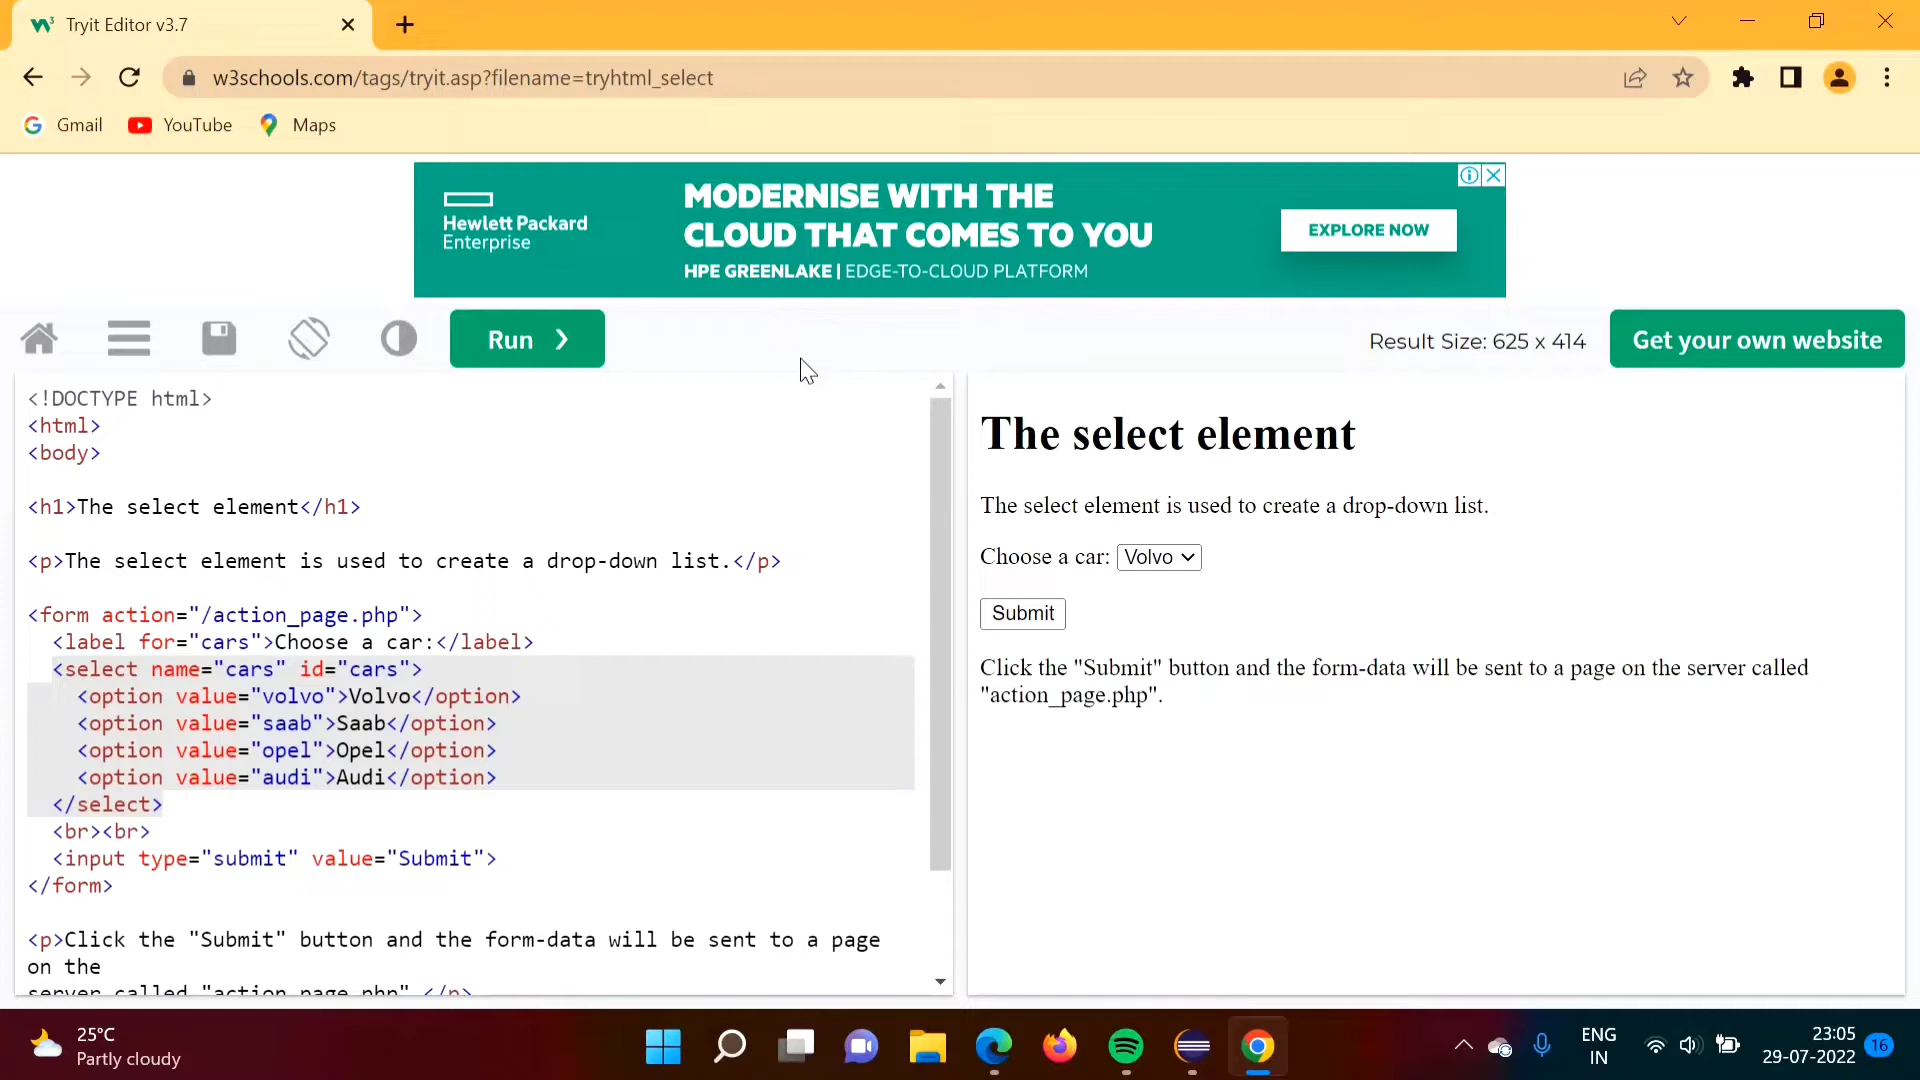 Tryit Editor v3.7
w3schools.com/tags/tryit.asp?filename=tryhtml_select
Gmail
YouTube
Maps
Hewlett Packard
Enterprise
MODERNISE WITH THE
CLOUD THAT COMES TO YOU
HPE GREENLAKE | EDGE-TO-CLOUD PLATFORM
EXPLORE NOW
Run ❯
Result Size: 625 x 414
Get your own website
<!DOCTYPE html>
<html>
<body>
<h1>The select element</h1>
<p>The select element is used to create a drop-down list.</p>
<form action="/action_page.php">
<label for="cars">Choose a car:</label>
<select name="cars" id="cars">
<option value="volvo">Volvo</option>
<option value="saab">Saab</option>
<option value="opel">Opel</option>
<option value="audi">Audi</option>
</select>
<br><br>
<input type="submit" value="Submit">
</form>
<p>Click the "Submit" button and the form-data will be sent to a page
on the
server called "action_page.php".</p>
The select element
The select element is used to create a drop-down list.
Choose a car: Volvo
Submit
Click the "Submit" button and the form-data will be sent to a page on the server called
"action_page.php".
25°C
Partly cloudy
ENG
IN
23:05
29-07-2022
16